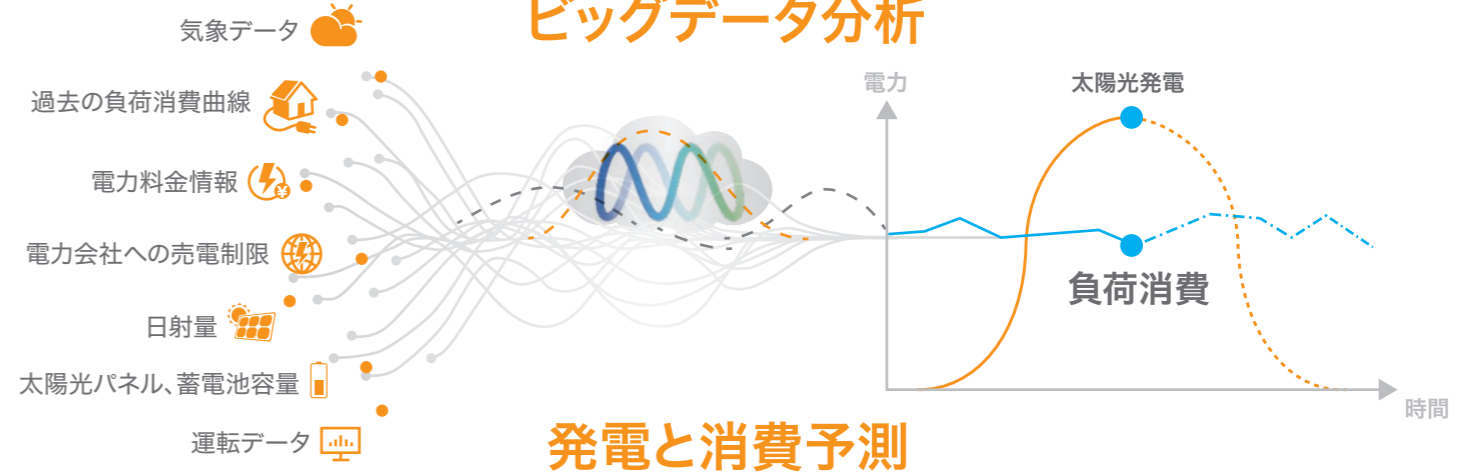 ビッグデータ分析
気象データ
過去の負荷消費曲線
電力料金情報
¥
電力会社への売電制限
日射量
太陽光パネル、蓄電池容量
運転データ
電力
太陽光発電
負荷消費
時間
発電と消費予測